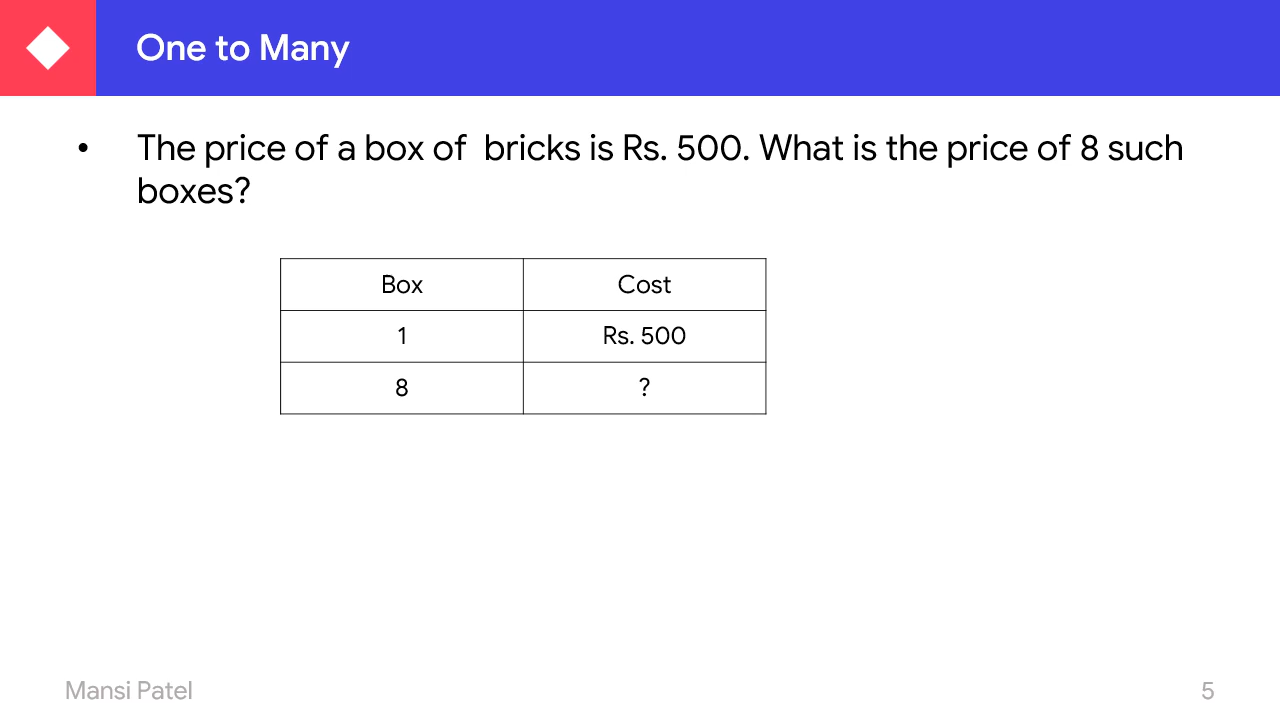 One to Many
• The price of a box of  bricks is Rs. 500. What is the price of 8 such
boxes?
Box Cost
1 Rs. 500
8 ?
Mansi Patel 5